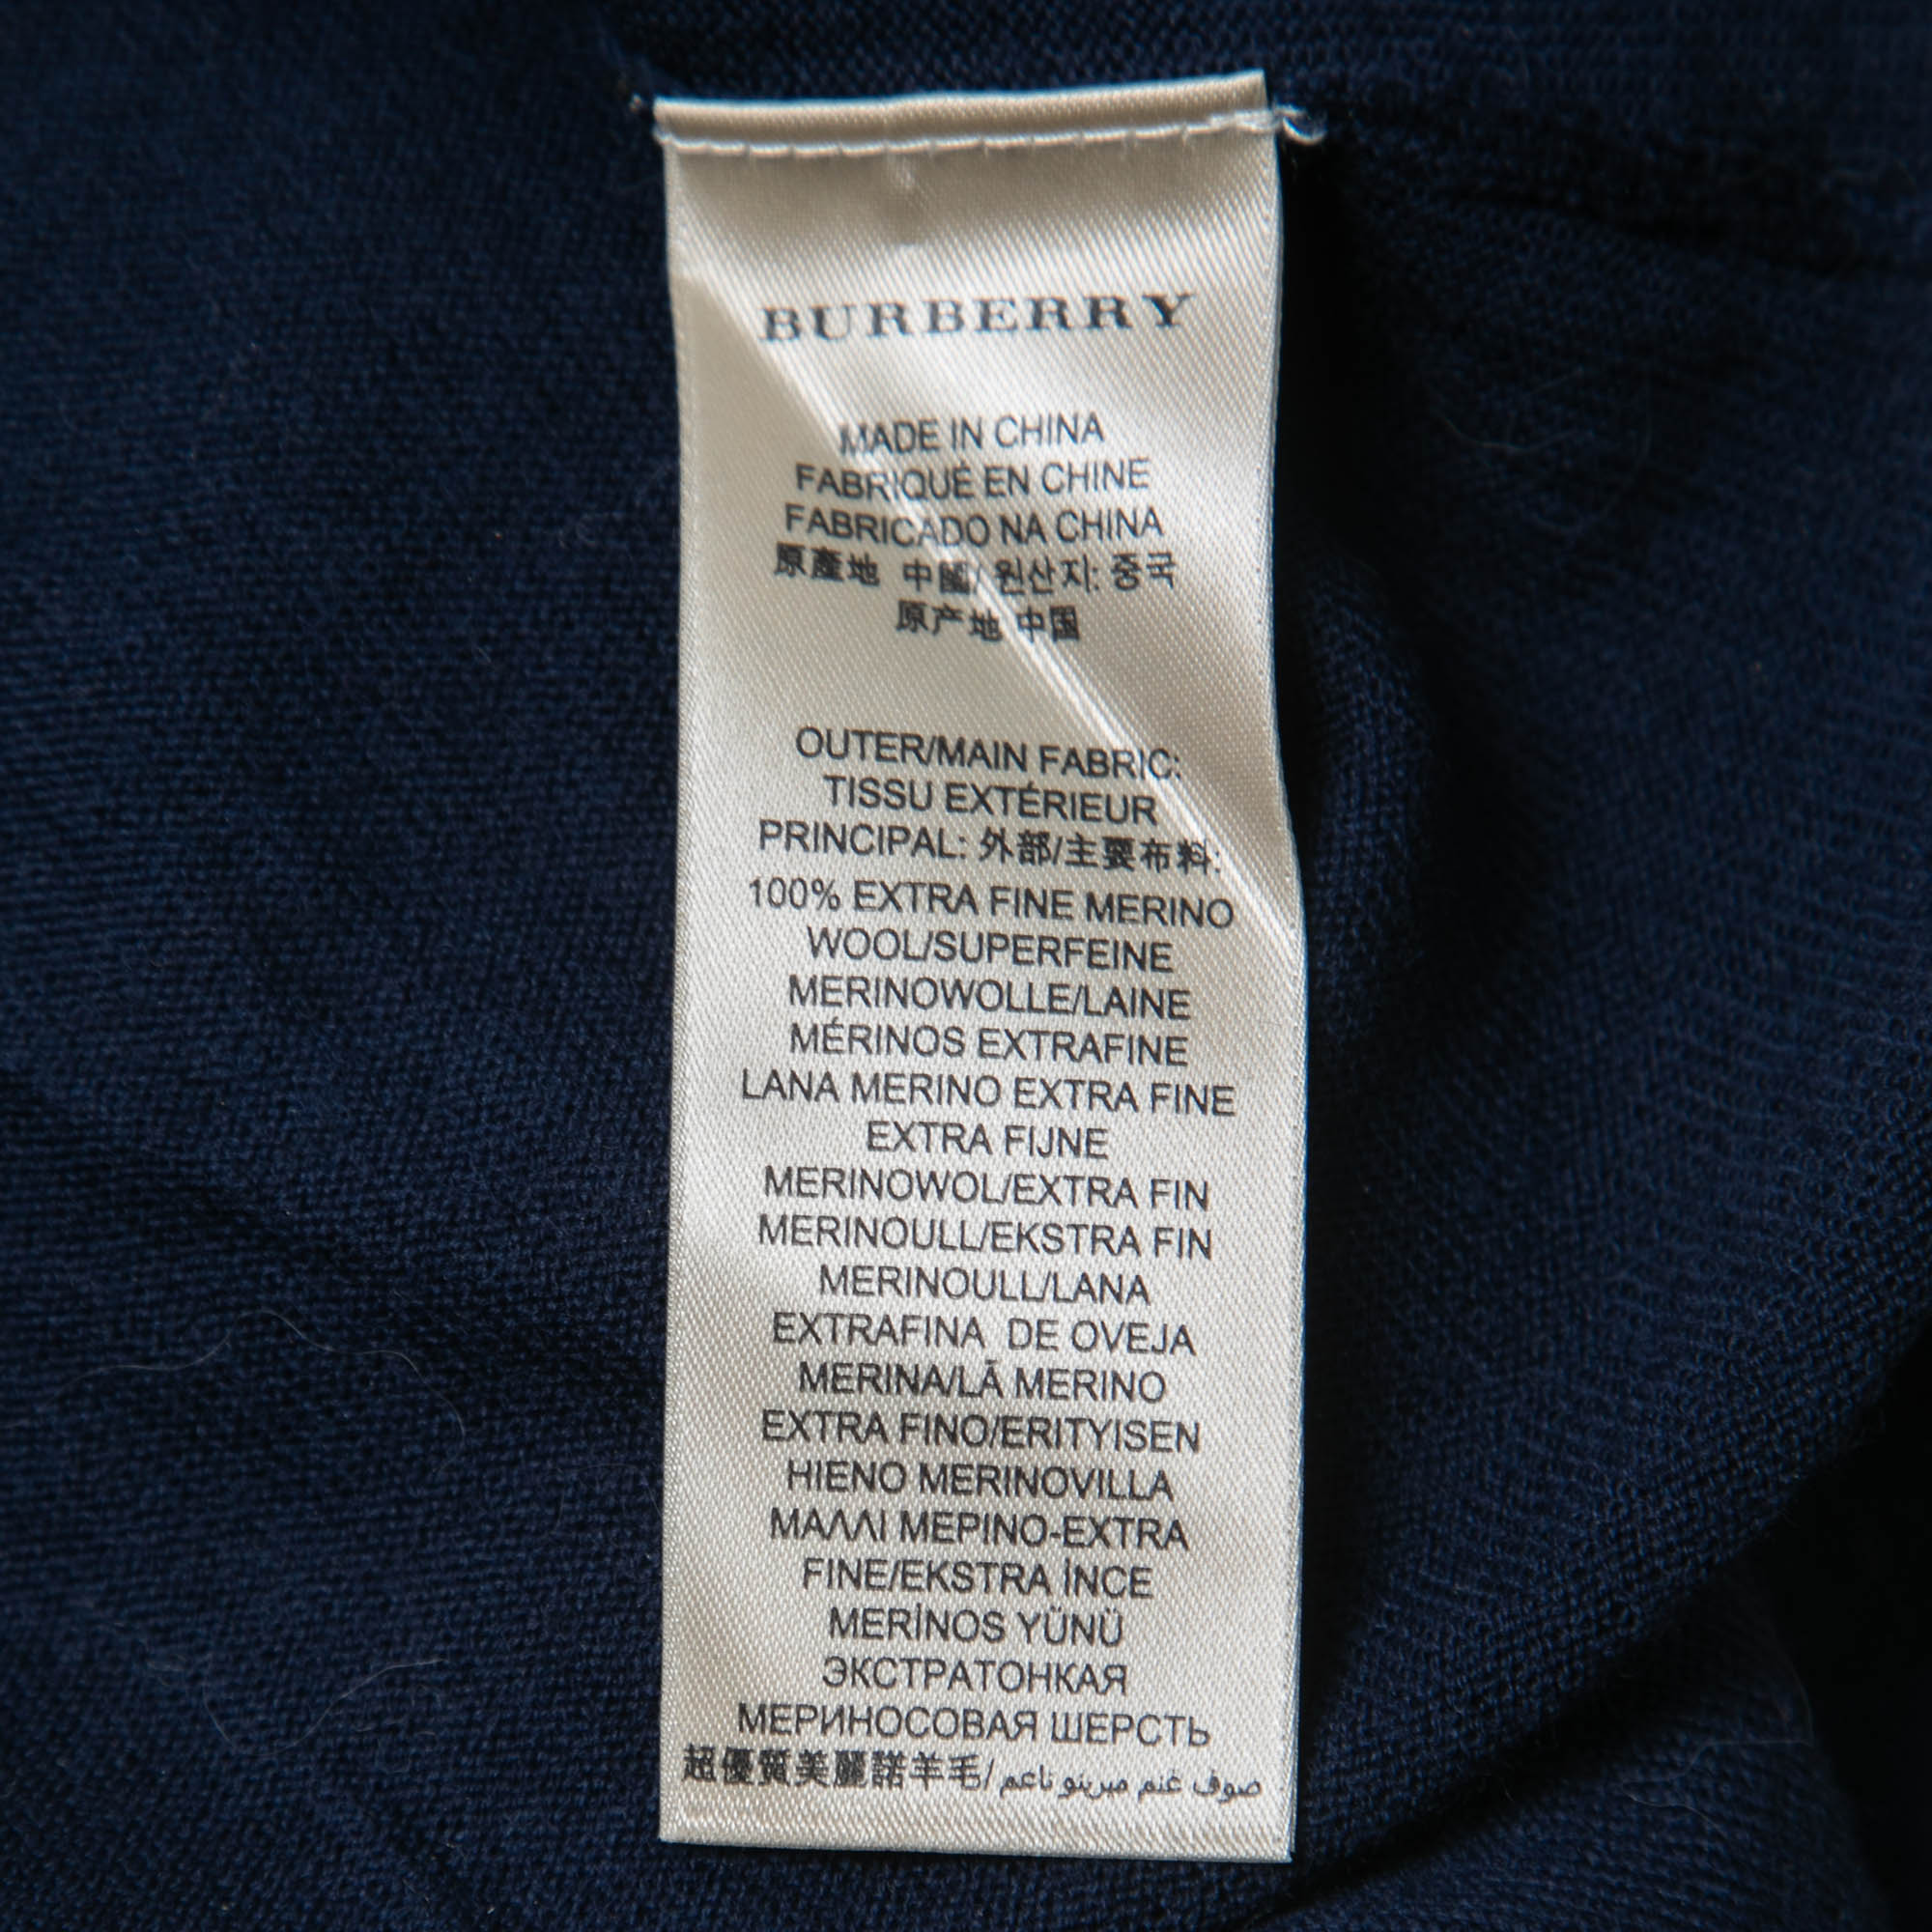 BURBERRY
MADE IN CHINA
FABRIQUÉ EN CHINE
FABRICADO NA CHINA
原產地 中國/ 원산지: 중국
原产地 中国
OUTER/MAIN FABRIC:
TISSU EXTÉRIEUR
PRINCIPAL: 外部/主要布料:
100% EXTRA FINE MERINO
WOOL/SUPERFEINE
MERINOWOLLE/LAINE
MÉRINOS EXTRAFINE
LANA MERINO EXTRA FINE
EXTRA FIJNE
MERINOWOL/EXTRA FIN
MERINOULL/EKSTRA FIN
MERINOULL/LANA
EXTRAFINA DE OVEJA
MERINA/LÃ MERINO
EXTRA FINO/ERITYISEN
HIENO MERINOVILLA
ΜΑΛΛΙ ΜΕΡΙΝΟ-EXTRA
FINE/EKSTRA İNCE
MERİNOS YÜNÜ
ЭКСТРАТОНКАЯ
МЕРИНОСОВАЯ ШЕРСТЬ
超優質美麗諾羊毛/صوف غنم ميرينو ناعم